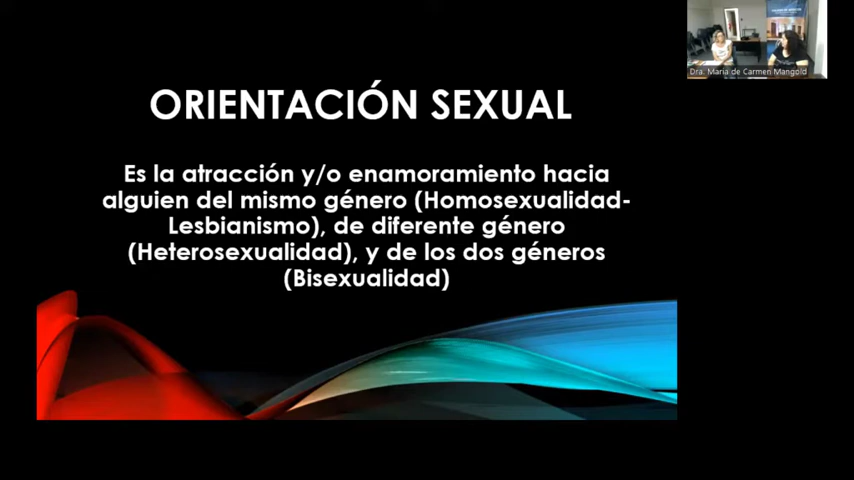 Dra. Maria de Carmen Mangold
ORIENTACIÓN SEXUAL
Es la atracción y/o enamoramiento hacia
alguien del mismo género (Homosexualidad-
Lesbianismo), de diferente género
(Heterosexualidad), y de los dos géneros
(Bisexualidad)